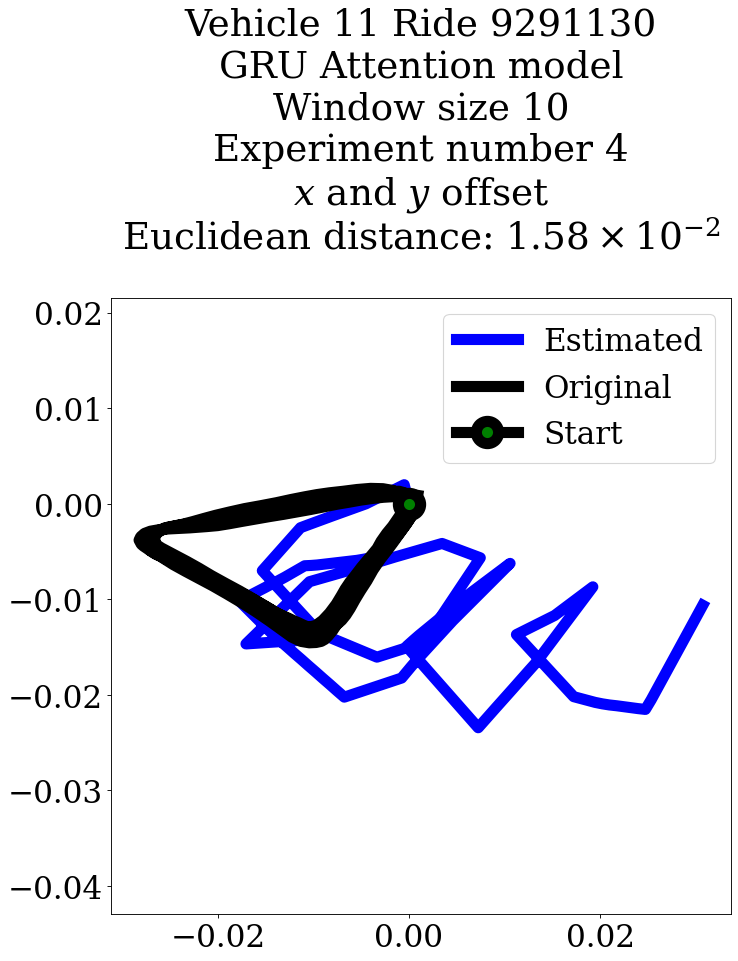 Vehicle 11 Ride 9291130
GRU Attention model
Window size 10
Experiment number 4
x and y offset
Euclidean distance: 1.58 × 10⁻²
Estimated
Original
Start
0.02
0.01
0.00
−0.01
−0.02
−0.03
−0.04
−0.02 0.00 0.02